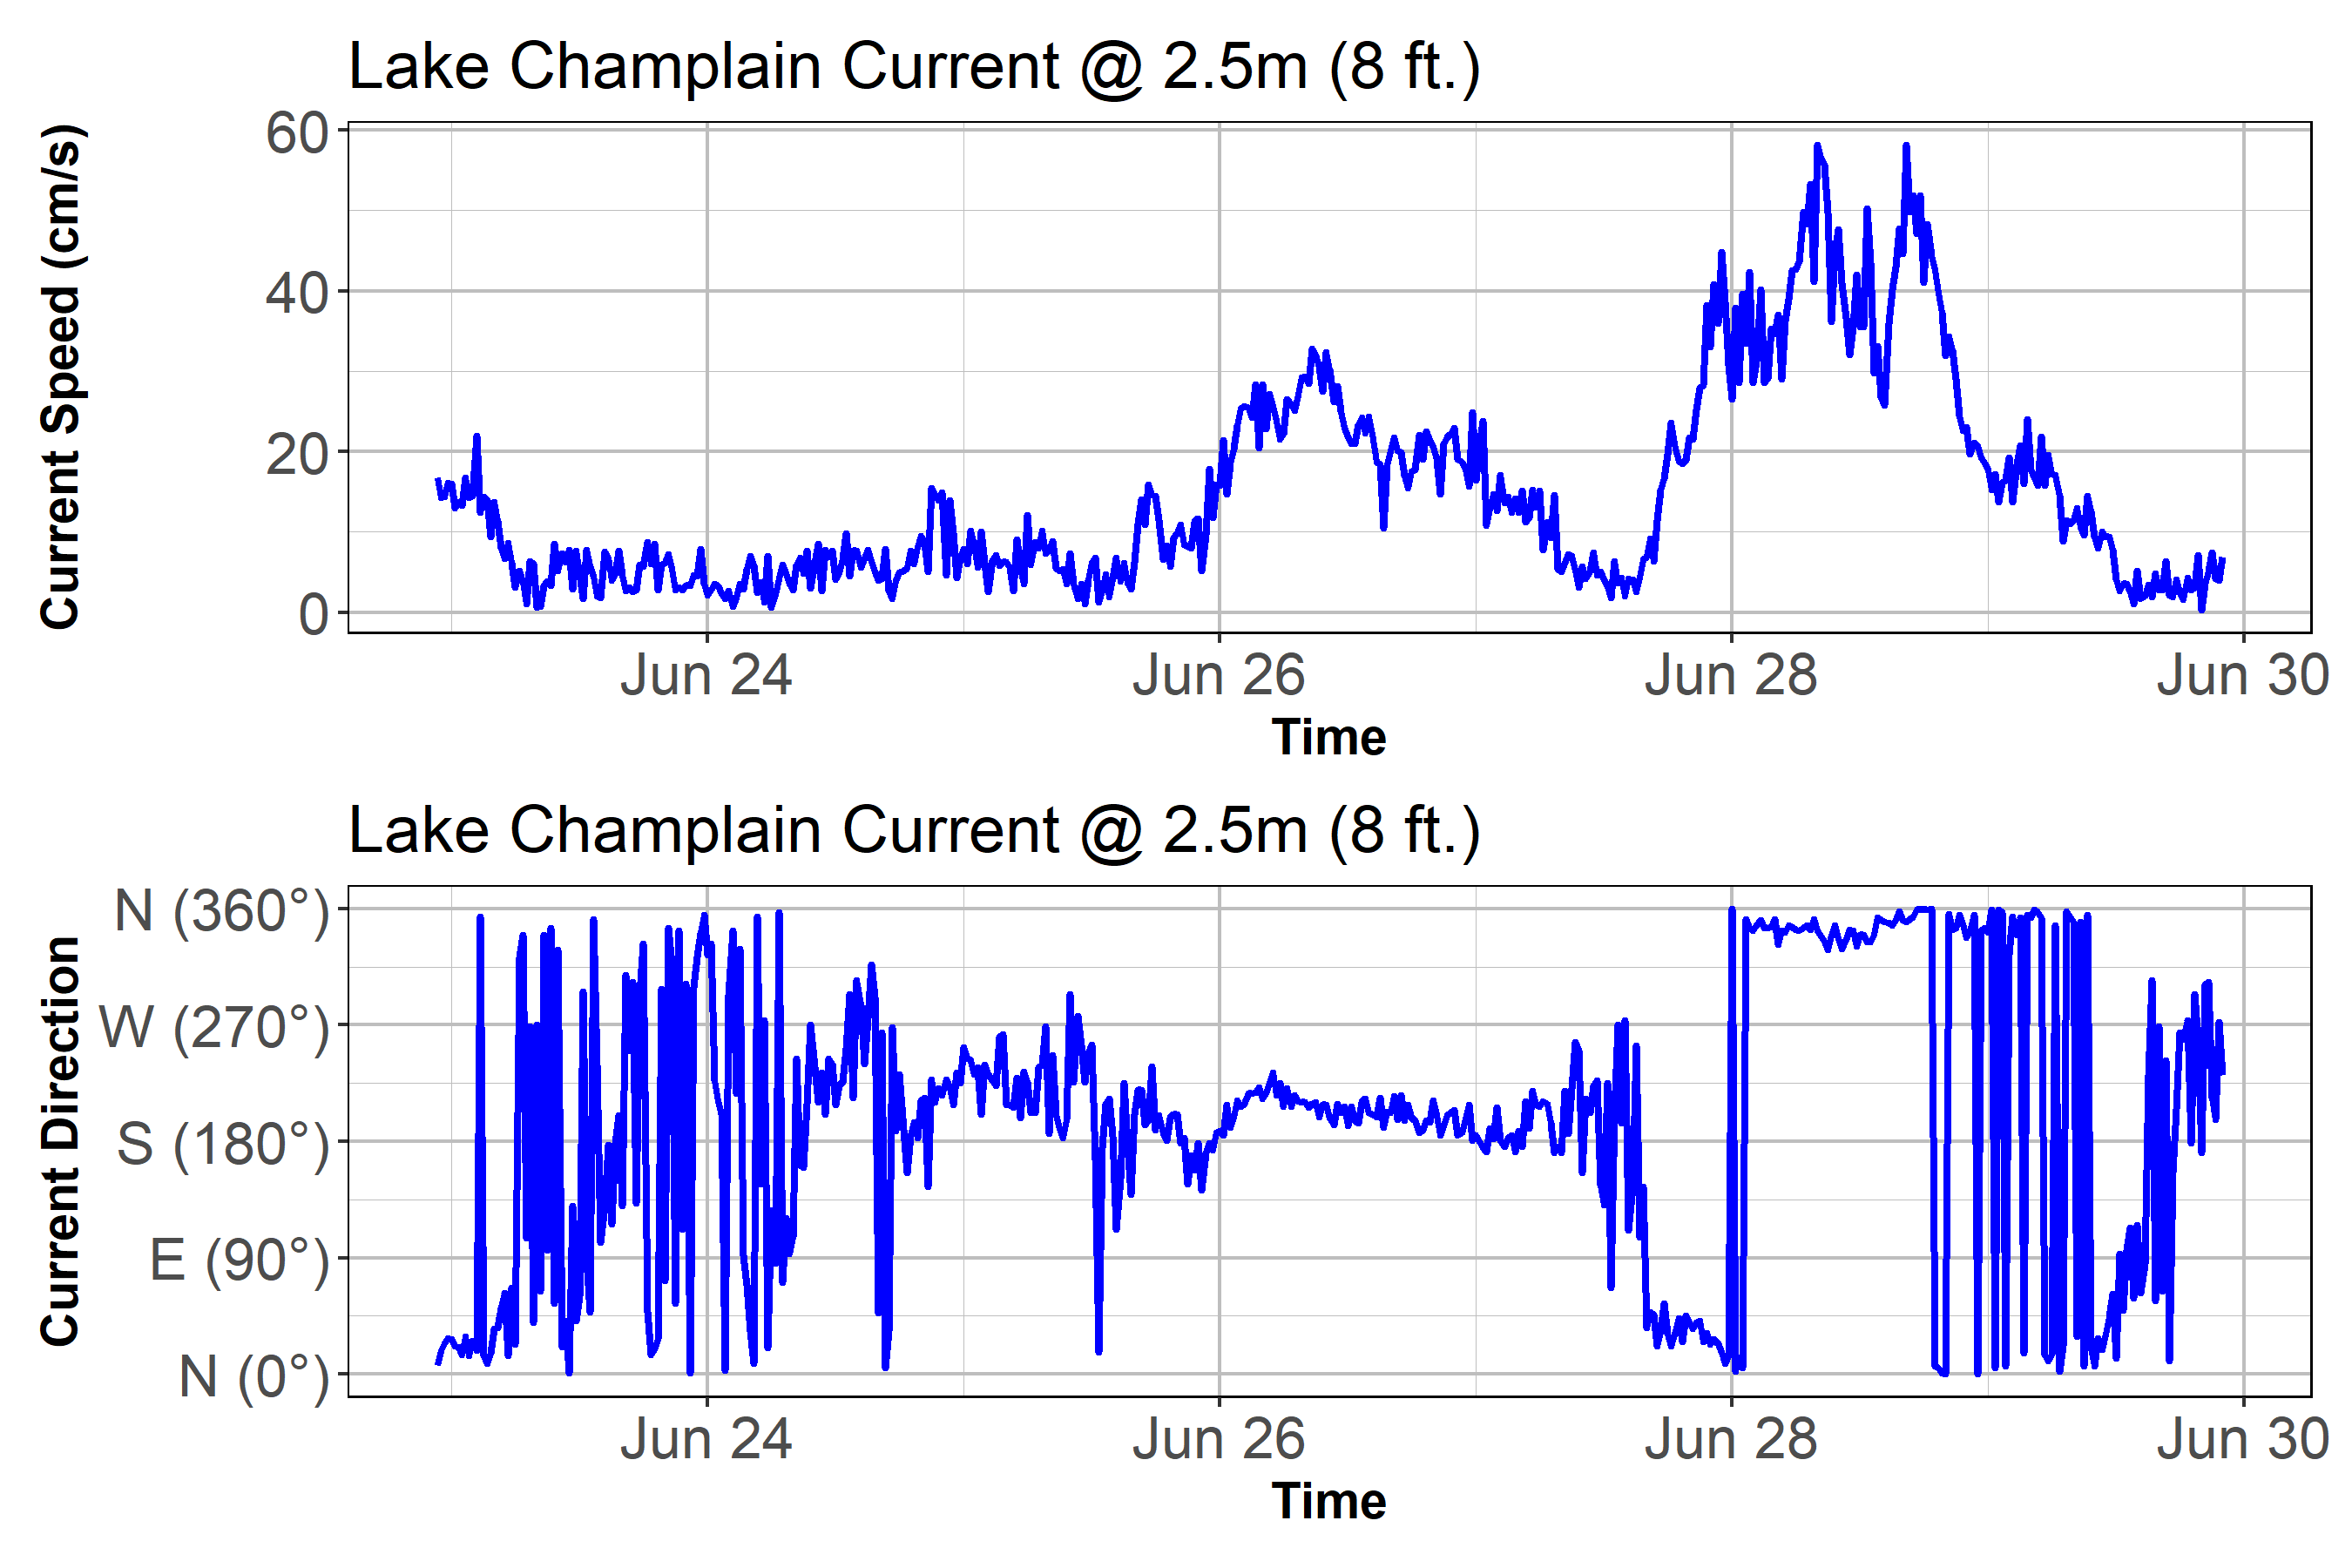 Lake Champlain Current @ 2.5m (8 ft.)
Current Speed (cm/s)
60
40
20
0
Jun 24 Jun 26 Jun 28 Jun 30
Time
Lake Champlain Current @ 2.5m (8 ft.)
Current Direction
N (360°)
W (270°)
S (180°)
E (90°)
N (0°)
Jun 24 Jun 26 Jun 28 Jun 30
Time